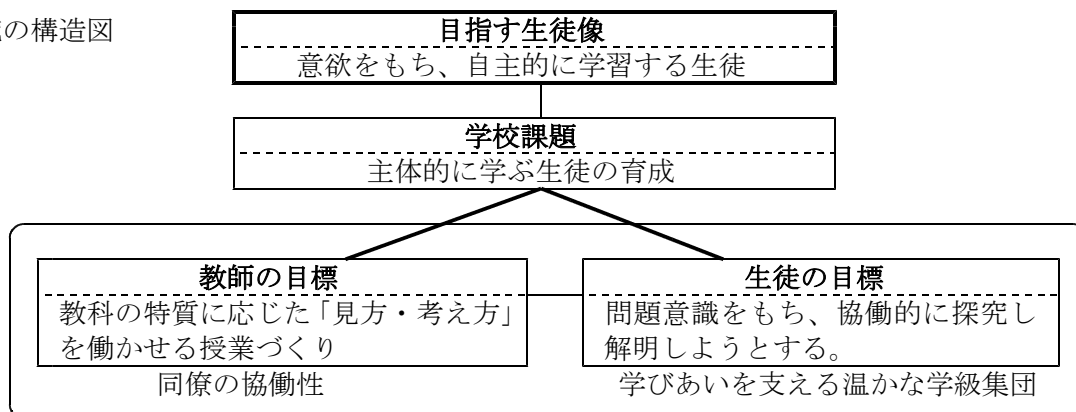 の構造図
目指す生徒像
意欲をもち、自主的に学習する生徒
学校課題
主体的に学ぶ生徒の育成
教師の目標
教科の特質に応じた「見方・考え方」
を働かせる授業づくり
同僚の協働性
生徒の目標
問題意識をもち、協働的に探究し
解明しようとする。
学びあいを支える温かな学級集団